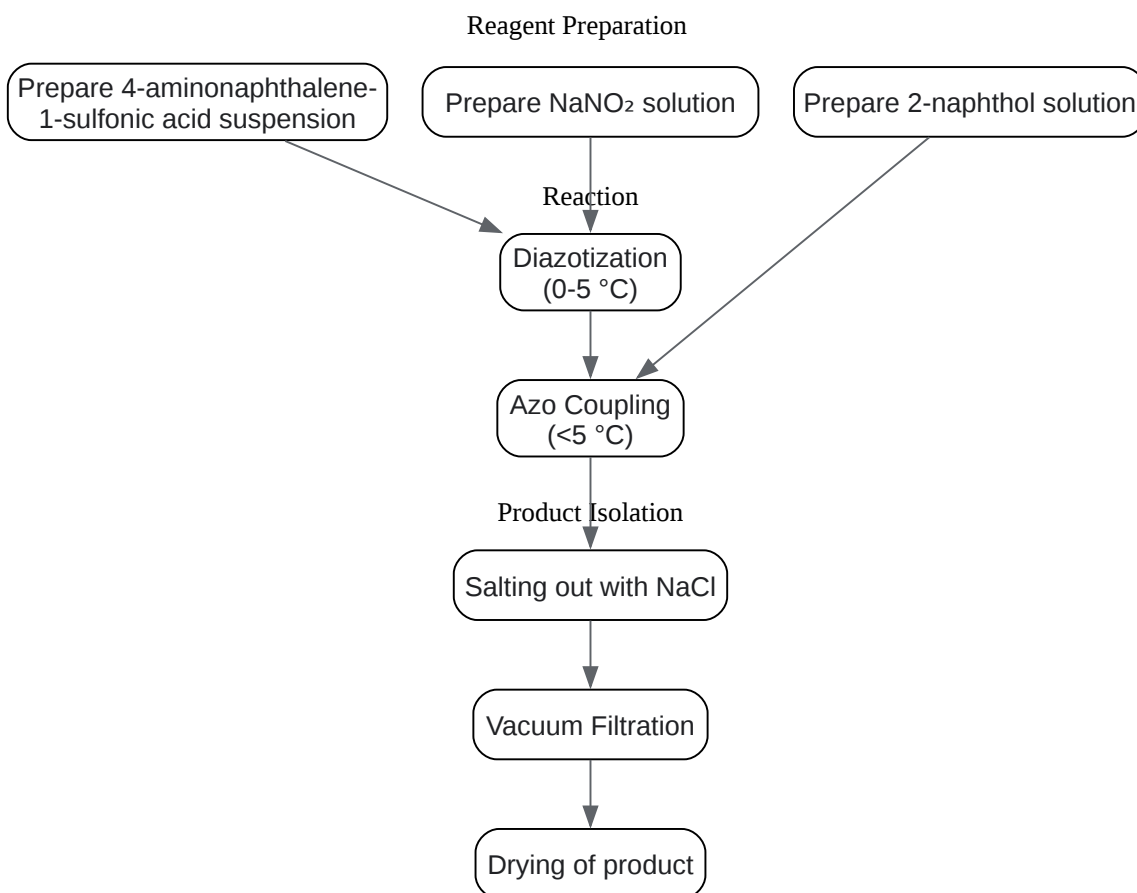 Reagent Preparation
Prepare 4-aminonaphthalene-
1-sulfonic acid suspension
Prepare NaNO₂ solution
Prepare 2-naphthol solution
Reaction
Diazotization
(0-5 °C)
Azo Coupling
(<5 °C)
Product Isolation
Salting out with NaCl
Vacuum Filtration
Drying of product